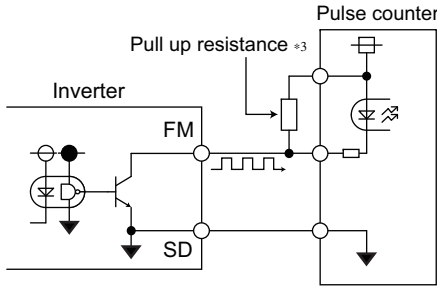 Pulse counter
Pull up resistance *3
Inverter
FM
SD